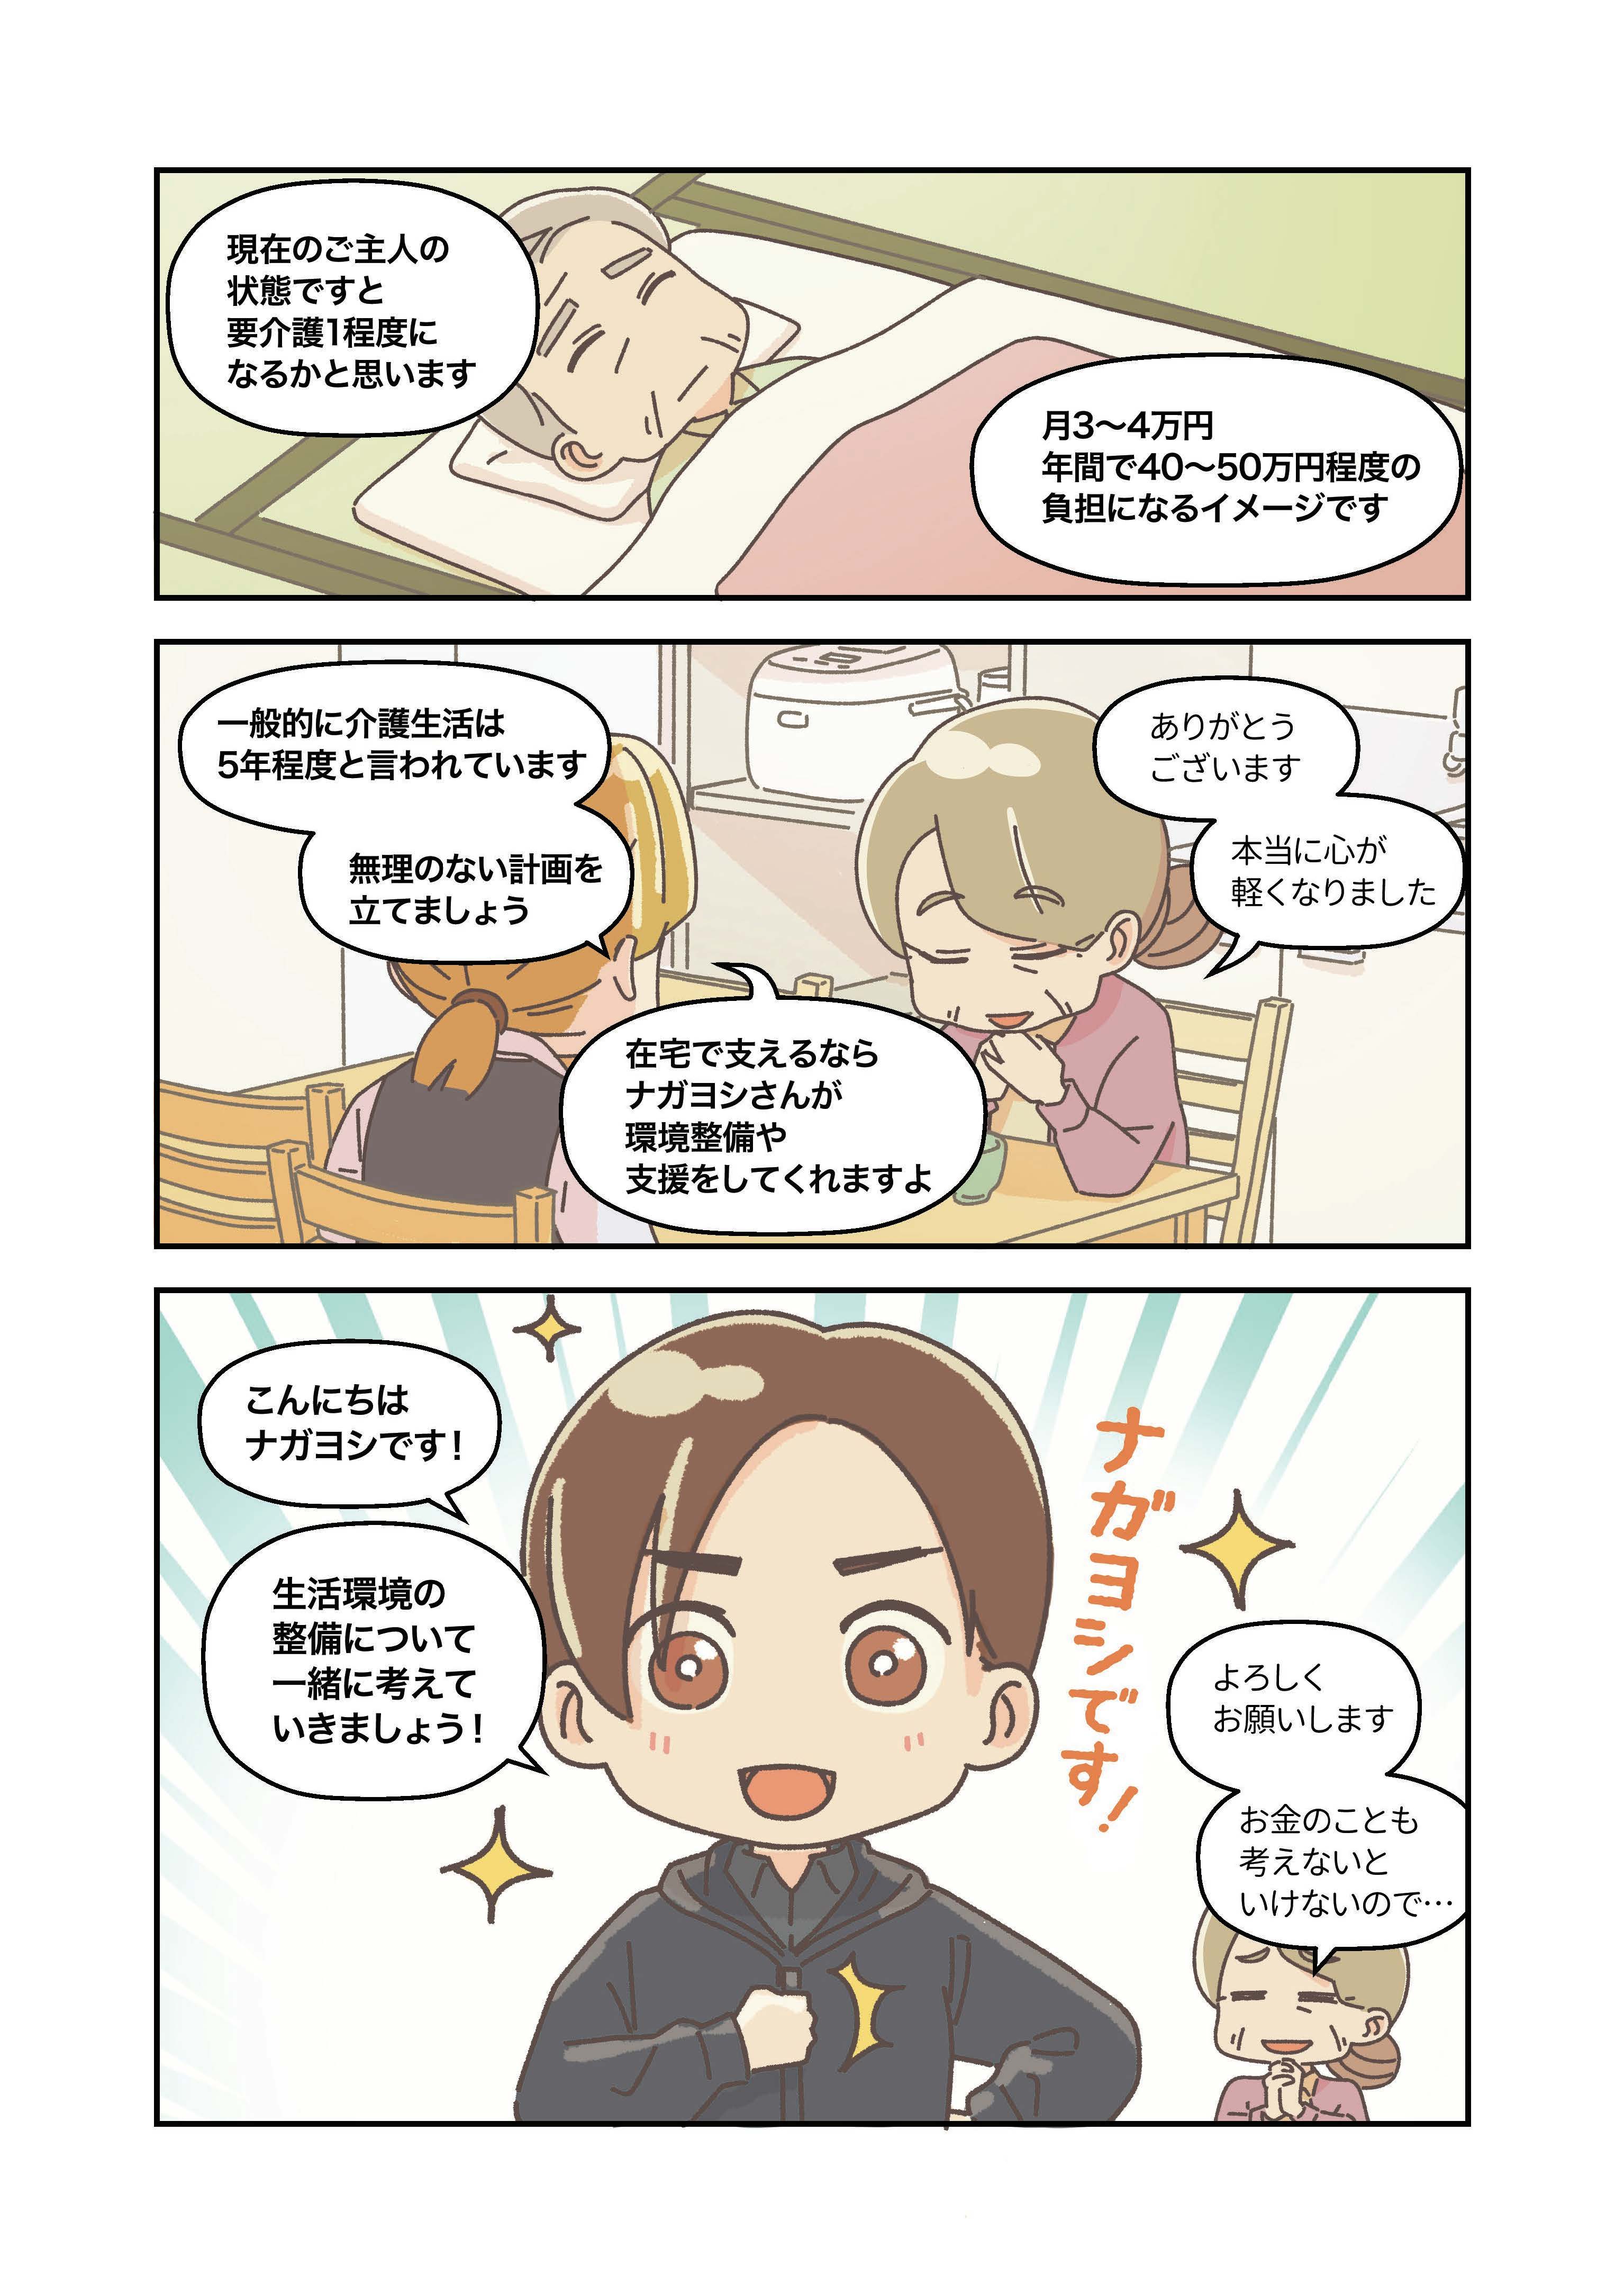 現在のご主人の
状態ですと
要介護1程度に
なるかと思います
月3〜4万円
年間で40〜50万円程度の
負担になるイメージです
一般的に介護生活は
5年程度と言われています
無理のない計画を
立てましょう
ありがとう
ございます
本当に心が
軽くなりました
在宅で支えるなら
ナガヨシさんが
環境整備や
支援をしてくれますよ
こんにちは
ナガヨシです!
生活環境の
整備について
一緒に考えて
いきましょう!
ナガヨシです!
よろしく
お願いします
お金のことも
考えないと
いけないので…